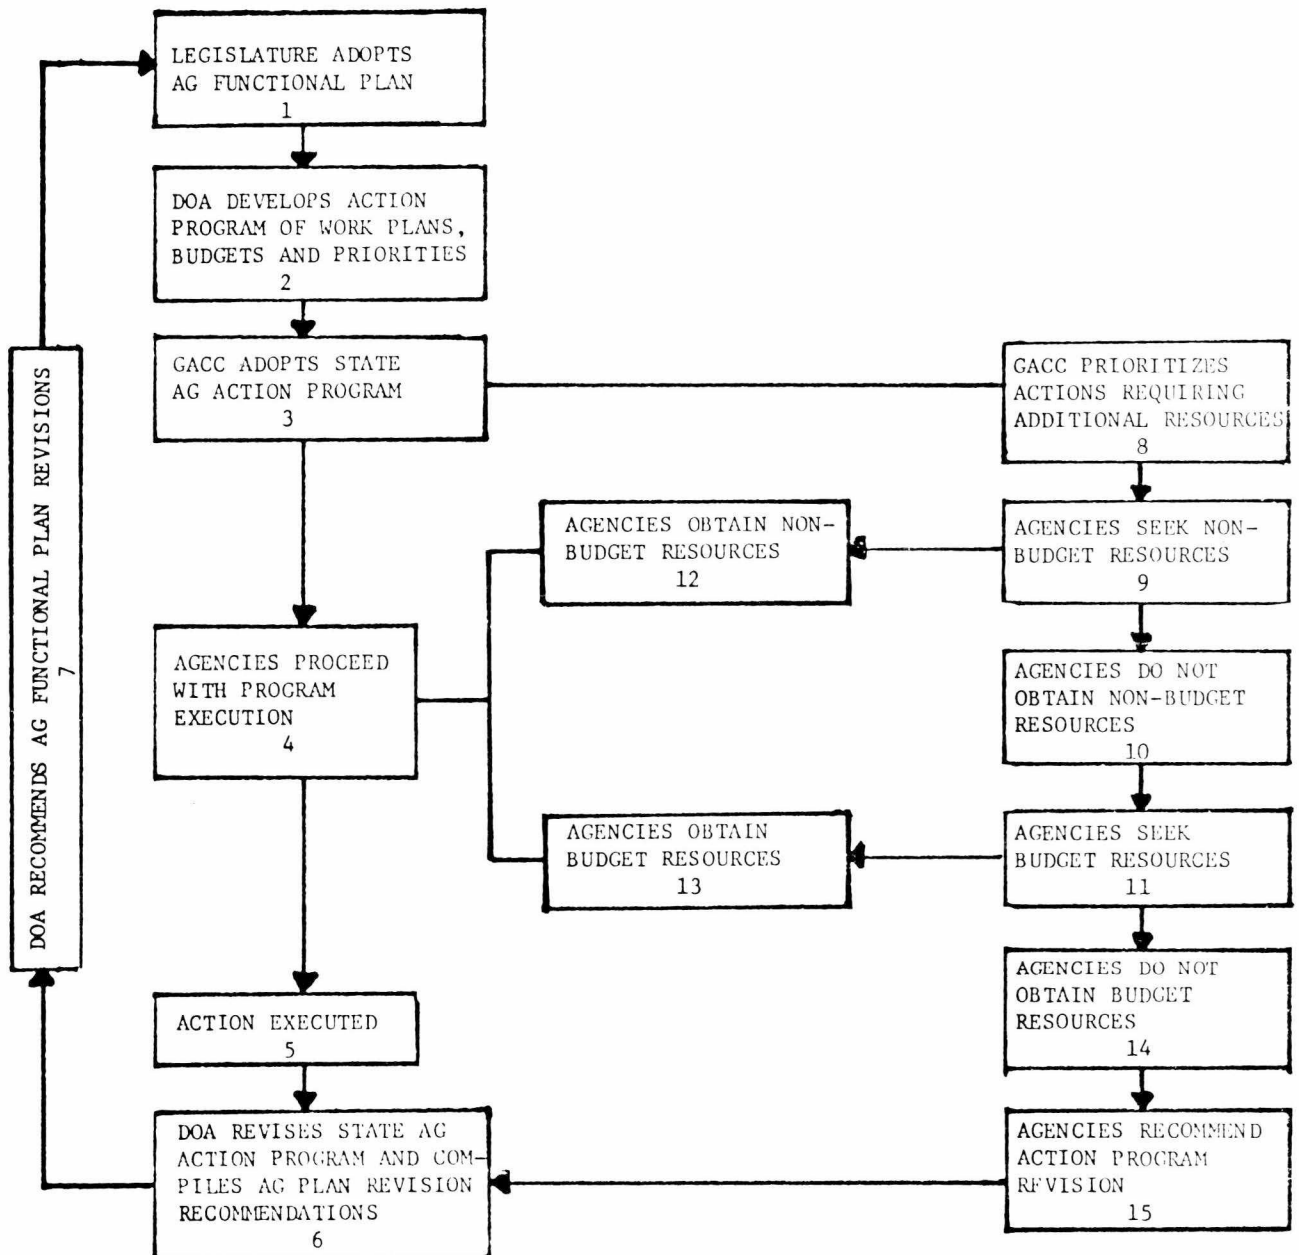 LEGISLATURE ADOPTS
AG FUNCTIONAL PLAN
1
DOA DEVELOPS ACTION
PROGRAM OF WORK PLANS,
BUDGETS AND PRIORITIES
2
GACC ADOPTS STATE
AG ACTION PROGRAM
3
AGENCIES PROCEED
WITH PROGRAM
EXECUTION
4
ACTION EXECUTED
5
DOA REVISES STATE AG
ACTION PROGRAM AND COM-
PILES AG PLAN REVISION
RECOMMENDATIONS
6
DOA RECOMMENDS AG FUNCTIONAL PLAN REVISIONS
7
GACC PRIORITIZES
ACTIONS REQUIRING
ADDITIONAL RESOURCES
8
AGENCIES SEEK NON-
BUDGET RESOURCES
9
AGENCIES DO NOT
OBTAIN NON-BUDGET
RESOURCES
10
AGENCIES SEEK
BUDGET RESOURCES
11
AGENCIES OBTAIN NON-
BUDGET RESOURCES
12
AGENCIES OBTAIN
BUDGET RESOURCES
13
AGENCIES DO NOT
OBTAIN BUDGET
RESOURCES
14
AGENCIES RECOMMEND
ACTION PROGRAM
REVISION
15